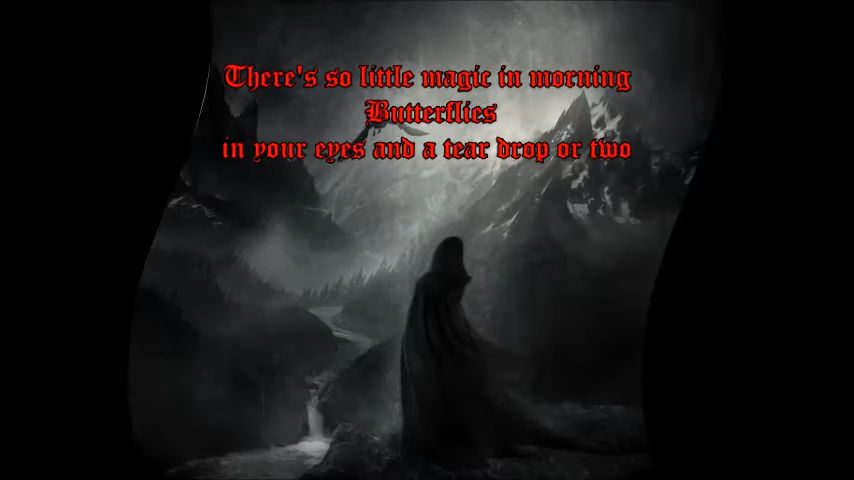 There's so little magic in morning
Butterflies
in your eyes and a tear drop or two